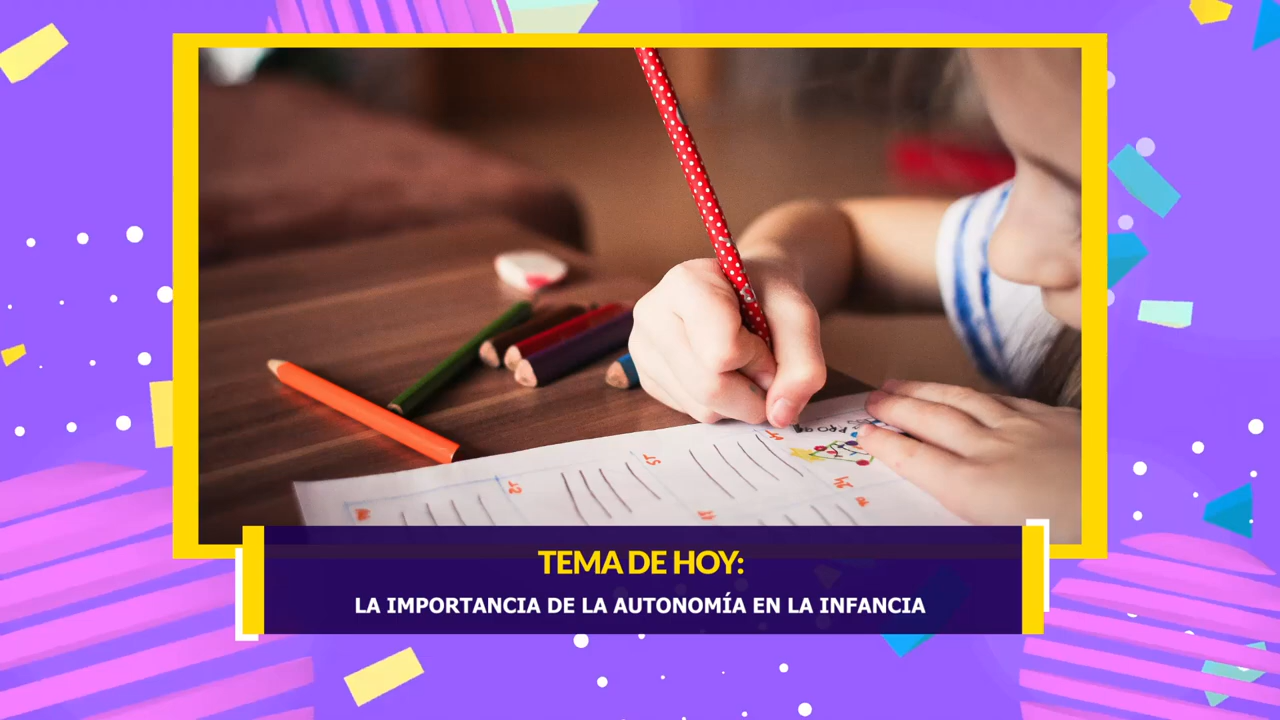 TEMA DE HOY:
LA IMPORTANCIA DE LA AUTONOMÍA EN LA INFANCIA